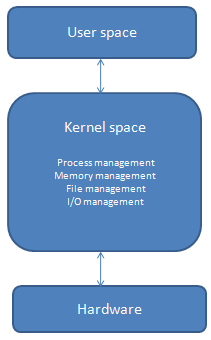 User space
Kernel space
Process management
Memory management
File management
I/O management
Hardware